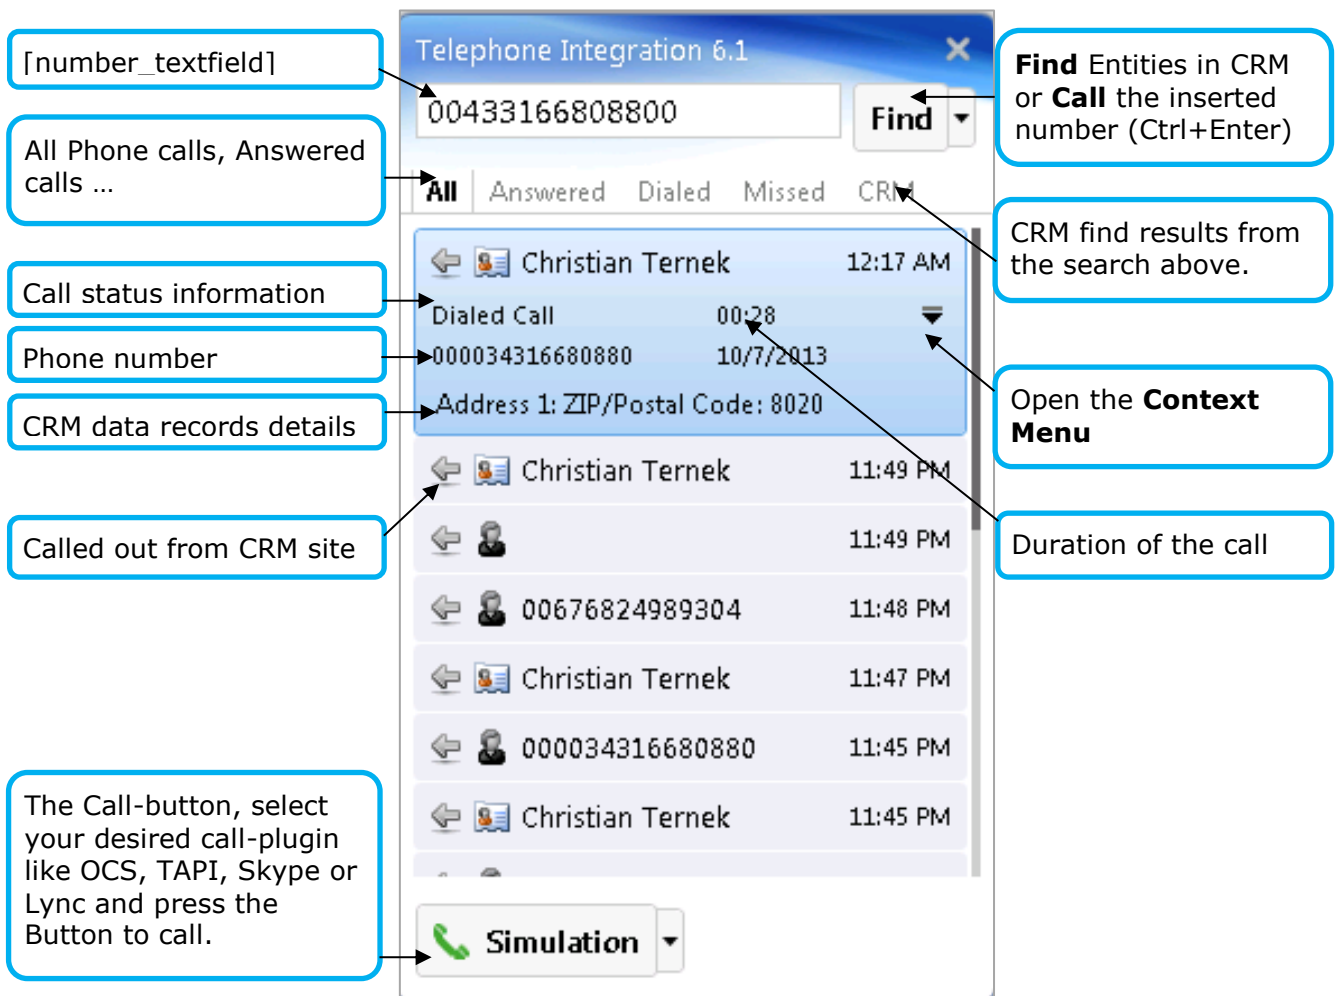 [number_textfield]
All Phone calls, Answered
calls …
Call status information
Phone number
CRM data records details
Called out from CRM site
The Call-button, select
your desired call-plugin
like OCS, TAPI, Skype or
Lync and press the
Button to call.
Telephone Integration 6.1
00433166808800
Find
All Answered Dialed Missed CRM
Christian Ternek 12:17 AM
Dialed Call 00:28
000034316680880 10/7/2013
Address 1: ZIP/Postal Code: 8020
Christian Ternek 11:49 PM
11:49 PM
00676824989304 11:48 PM
Christian Ternek 11:47 PM
000034316680880 11:45 PM
Christian Ternek 11:45 PM
Simulation
Find Entities in CRM
or Call the inserted
number (Ctrl+Enter)
CRM find results from
the search above.
Open the Context
Menu
Duration of the call